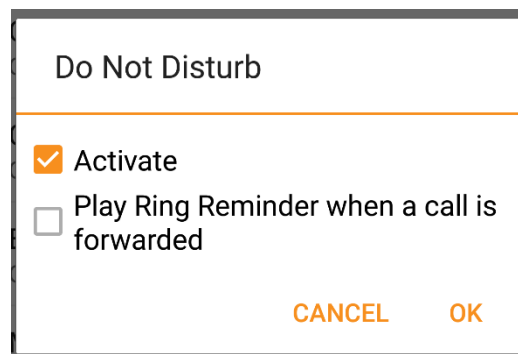 Do Not Disturb
Activate
Play Ring Reminder when a call is
forwarded
CANCEL OK